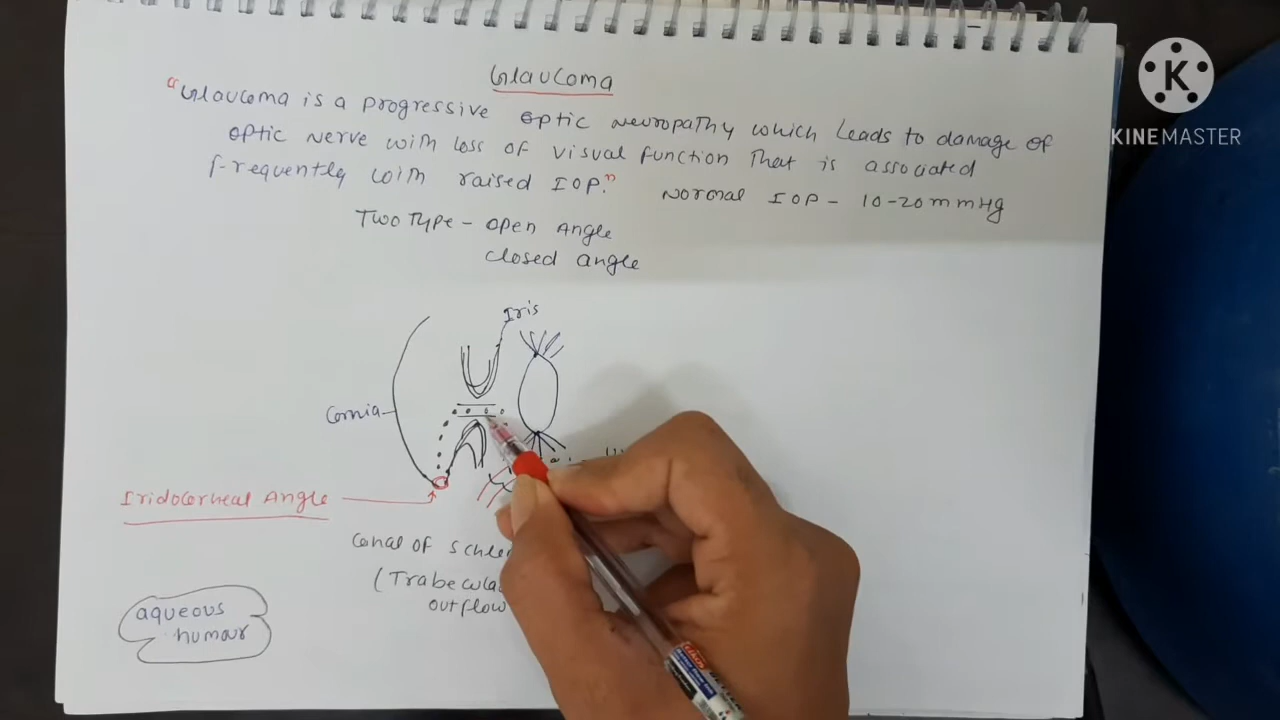 Glaucoma
"Glaucoma is a progressive optic neuropathy which leads to damage of
optic nerve with loss of visual function that is associated
frequently with raised IOP."
Normal IOP - 10-20 mmHg
Two Type - open Angle
closed angle
Iris
Cornia
Iridocorneal Angle
Canal of Schle
(Trabecula
outflow
aqueous
humour
K
KINEMASTER